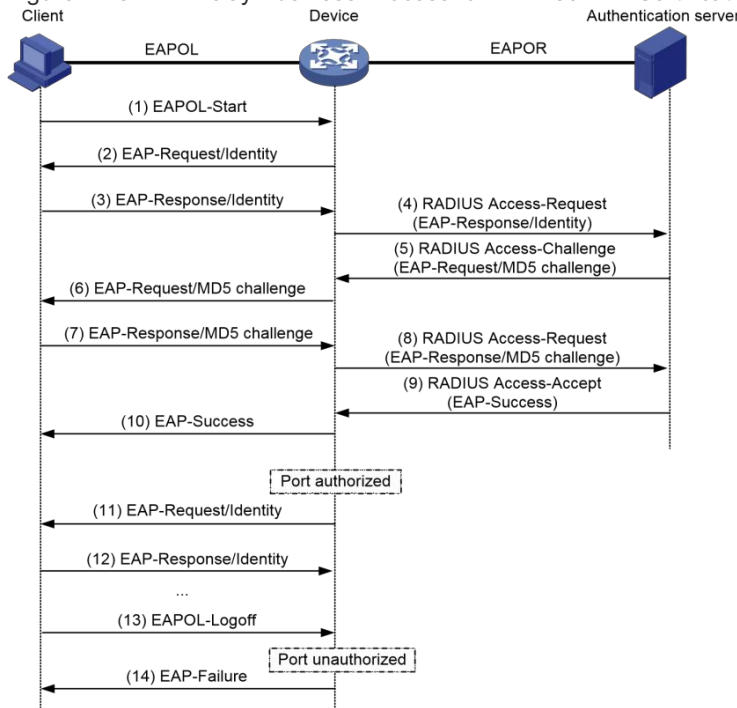 Client
Device
Authentication server
EAPOL
EAPOR
(1) EAPOL-Start
(2) EAP-Request/Identity
(3) EAP-Response/Identity
(4) RADIUS Access-Request
(EAP-Response/Identity)
(5) RADIUS Access-Challenge
(EAP-Request/MD5 challenge)
(6) EAP-Request/MD5 challenge
(7) EAP-Response/MD5 challenge
(8) RADIUS Access-Request
(EAP-Response/MD5 challenge)
(9) RADIUS Access-Accept
(EAP-Success)
(10) EAP-Success
Port authorized
(11) EAP-Request/Identity
(12) EAP-Response/Identity
...
(13) EAPOL-Logoff
Port unauthorized
(14) EAP-Failure